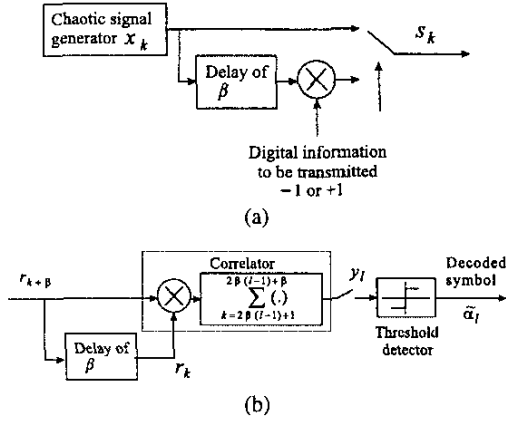 Chaotic signal
generator x_k
s_k
Delay of
β
Digital information
to be transmitted
−1 or +1
(a)
Correlator
r_{k+β}
2β(l−1)+β
∑(.)
k=2β(l−1)+1
y_l
Decoded
symbol
α̃_l
Threshold
detector
Delay of
β
r_k
(b)